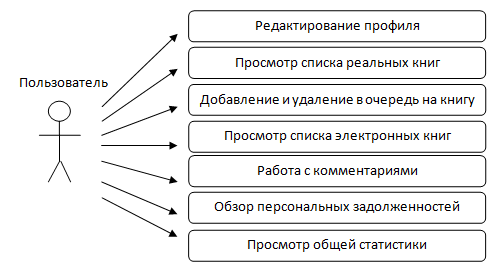 Редактирование профиля
Просмотр списка реальных книг
Пользователь
Добавление и удаление в очередь на книгу
Просмотр списка электронных книг
Работа с комментариями
Обзор персональных задолженностей
Просмотр общей статистики